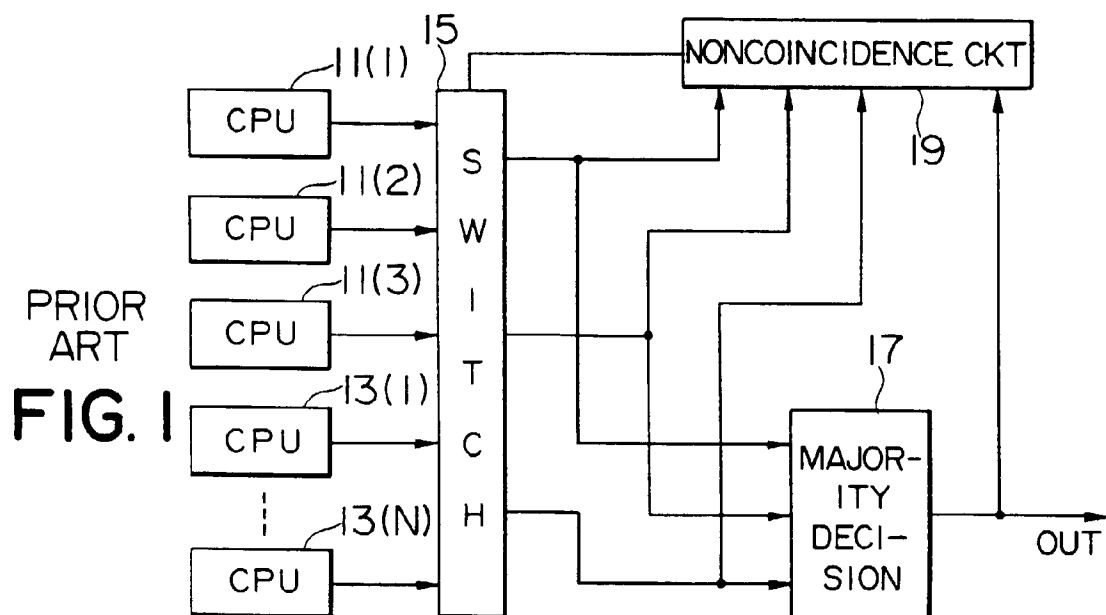 15
NONCOINCIDENCE CKT
11(1)
CPU
19
11(2)
CPU
11(3)
CPU
PRIOR
ART
FIG. 1
13(1)
CPU
13(N)
CPU
S
W
I
T
C
H
17
MAJOR-
ITY
DECI-
SION
OUT